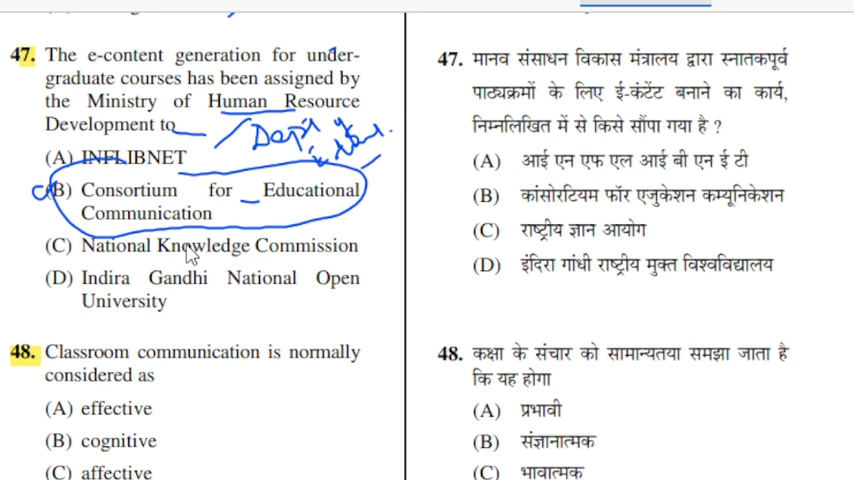 47. The e-content generation for under-
graduate courses has been assigned by
the Ministry of Human Resource
Development to
(A) INFLIBNET
(B) Consortium for Educational
Communication
(C) National Knowledge Commission
(D) Indira Gandhi National Open
University
48. Classroom communication is normally
considered as
(A) effective
(B) cognitive
(C) affective
47. मानव संसाधन विकास मंत्रालय द्वारा स्नातकपूर्व
पाठ्यक्रमों के लिए ई-कंटेंट बनाने का कार्य,
निम्नलिखित में से किसे सौंपा गया है ?
(A) आई एन एफ एल आई बी एन ई टी
(B) कांसोरटियम फॉर एजुकेशन कम्यूनिकेशन
(C) राष्ट्रीय ज्ञान आयोग
(D) इंदिरा गांधी राष्ट्रीय मुक्त विश्वविद्यालय
48. कक्षा के संचार को सामान्यतया समझा जाता है
कि यह होगा
(A) प्रभावी
(B) संज्ञानात्मक
(C) भावात्मक